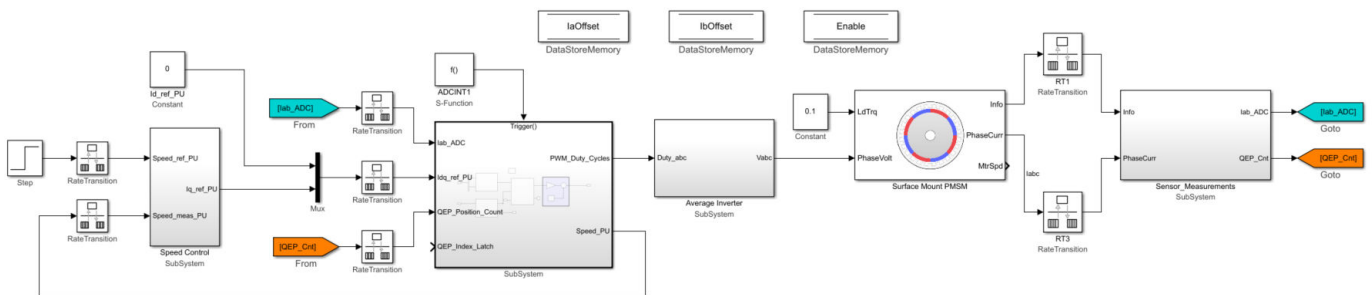 IaOffset
DataStoreMemory
IbOffset
DataStoreMemory
Enable
DataStoreMemory
0
Id_ref_PU
Constant
f()
ADCINT1
S-Function
[Iab_ADC]
From
RateTransition
Step
RateTransition
RateTransition
Speed_ref_PU
Iq_ref_PU
Speed_meas_PU
Speed Control
SubSystem
Mux
RateTransition
[QEP_Cnt]
From
RateTransition
Trigger()
Iab_ADC
PWM_Duty_Cycles
Idq_ref_PU
QEP_Position_Count
Speed_PU
QEP_Index_Latch
SubSystem
Duty_abc
Vabc
Average Inverter
SubSystem
0.1
Constant
LdTrq
Info
PhaseCurr
PhaseVolt
MtrSpd
Surface Mount PMSM
Iabc
RT1
RateTransition
RT3
RateTransition
Info
Iab_ADC
PhaseCurr
QEP_Cnt
Sensor_Measurements
SubSystem
[Iab_ADC]
Goto
[QEP_Cnt]
Goto